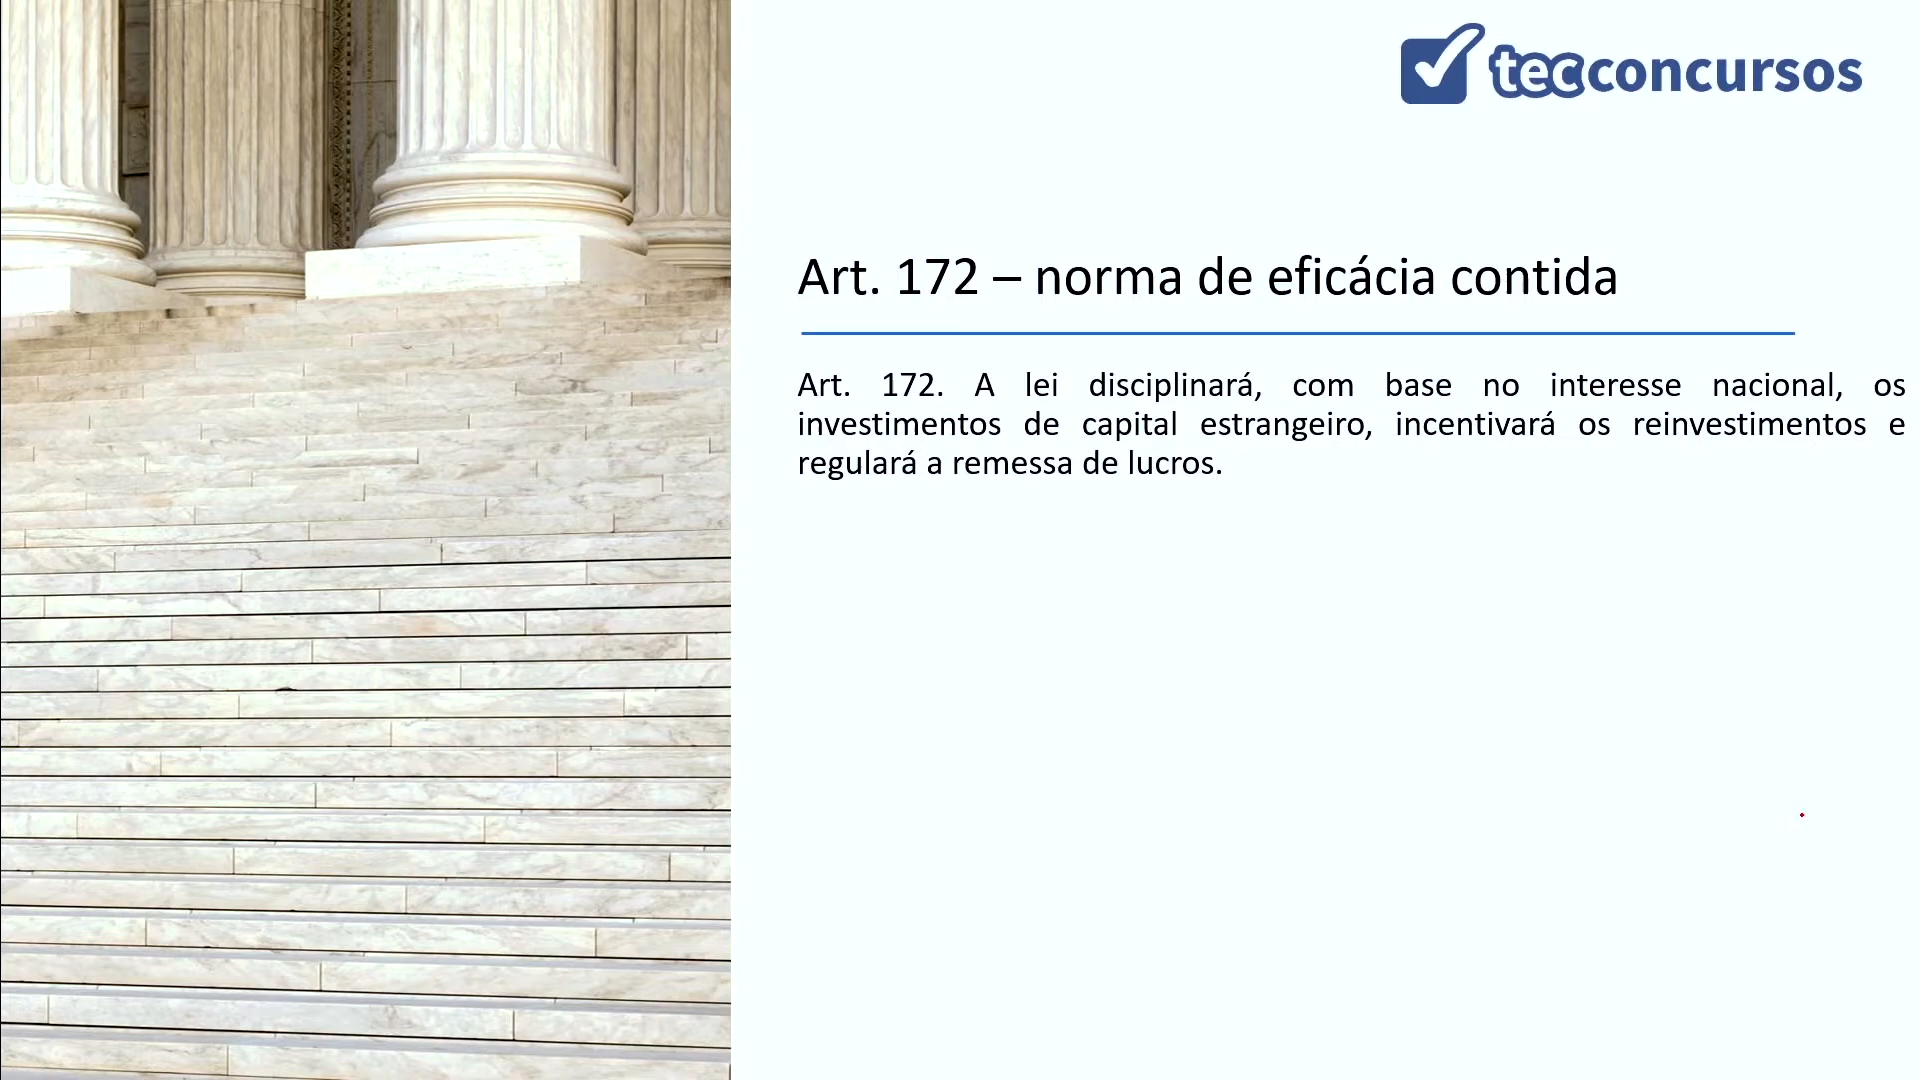 tecconcursos
Art. 172 – norma de eficácia contida
Art. 172. A lei disciplinará, com base no interesse nacional, os
investimentos de capital estrangeiro, incentivará os reinvestimentos e
regulará a remessa de lucros.